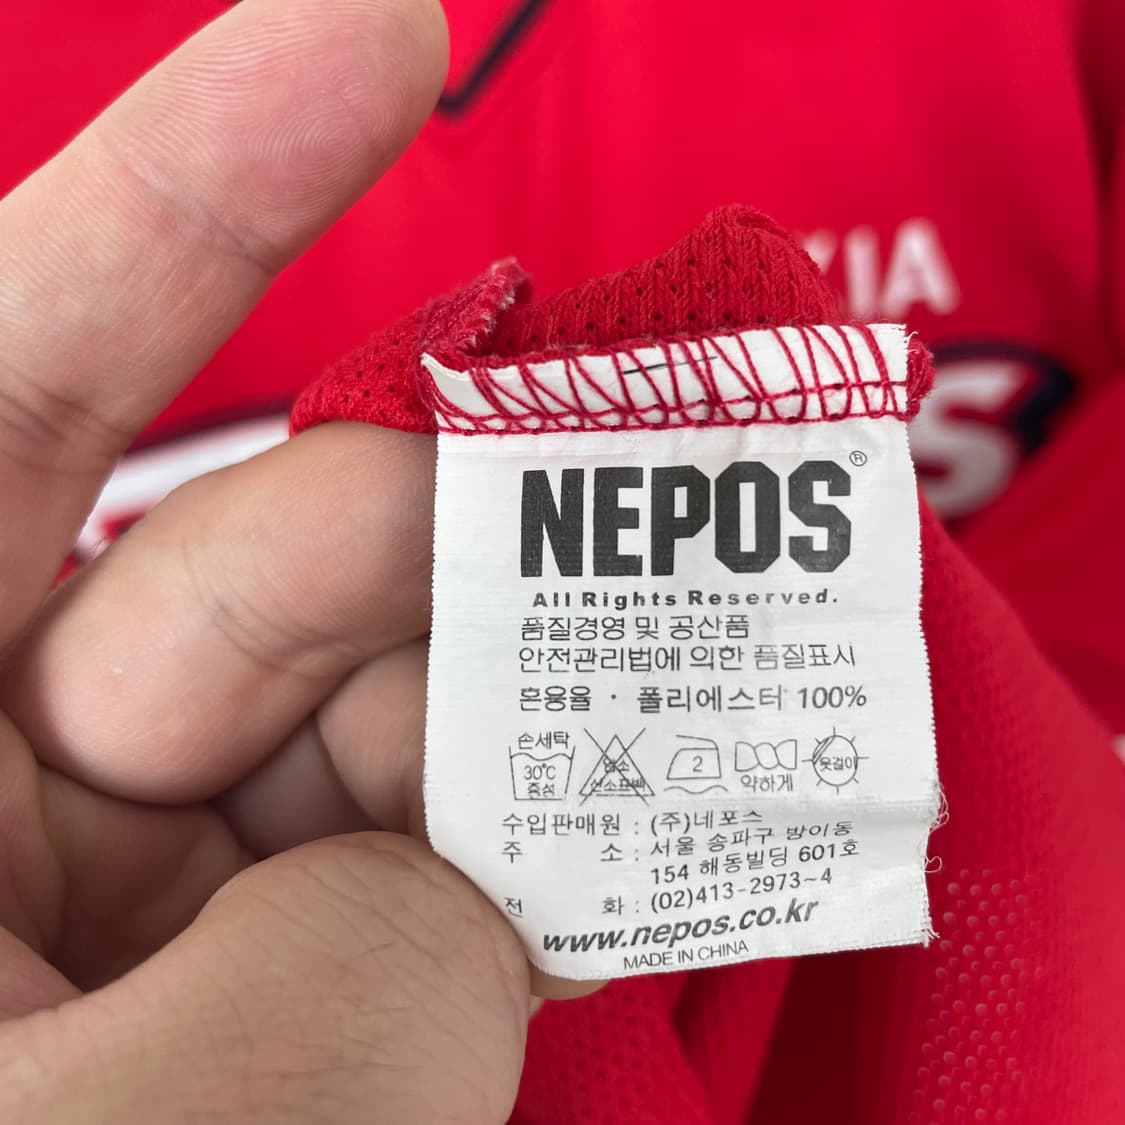 KIA
S
NEPOS®
All Rights Reserved.
품질경영 및 공산품
안전관리법에 의한 품질표시
혼용율 · 폴리에스터 100%
손세탁
30℃
중성
염소
산소표백
2
약하게
옷걸이
수입판매원 : (주)네포스
주 소 : 서울 송파구 방이동
154 해동빌딩 601호
전 화 : (02)413-2973~4
www.nepos.co.kr
MADE IN CHINA